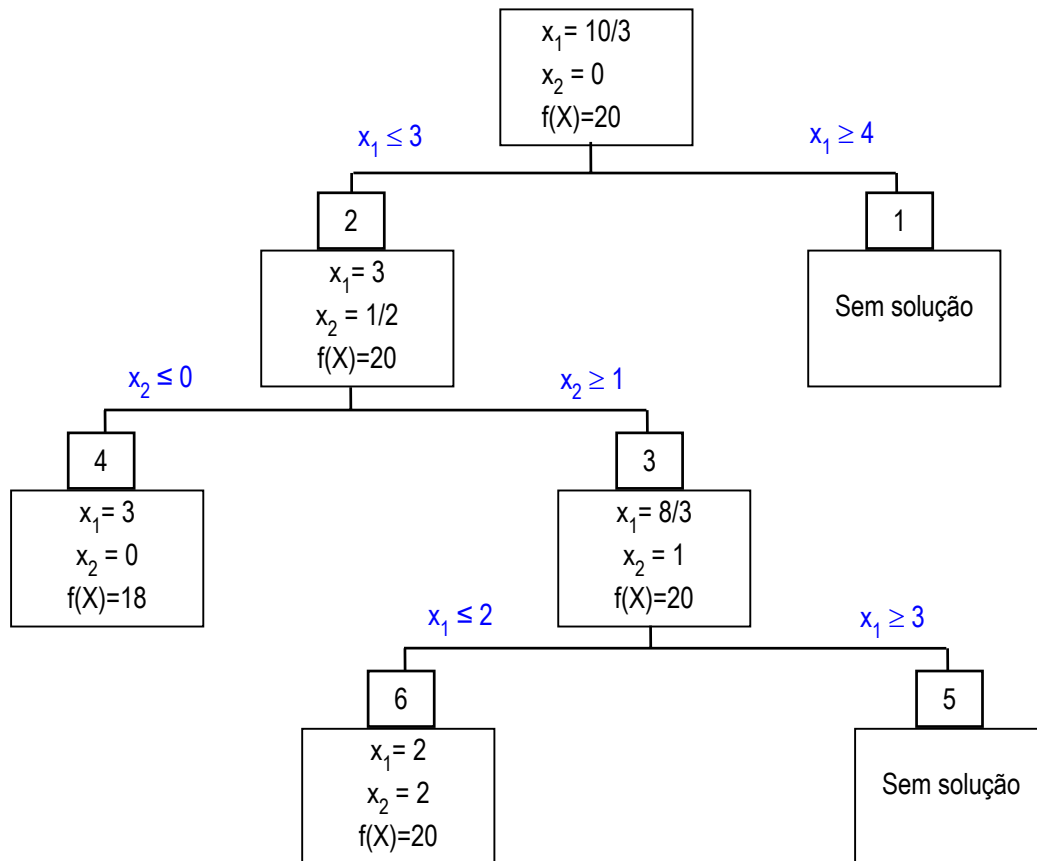 x₁= 10/3
x₂ = 0
f(X)=20
x₁ ≤ 3
x₁ ≥ 4
2
1
x₁= 3
x₂ = 1/2
f(X)=20
Sem solução
x₂ ≤ 0
x₂ ≥ 1
4
3
x₁= 3
x₂ = 0
f(X)=18
x₁= 8/3
x₂ = 1
f(X)=20
x₁ ≤ 2
x₁ ≥ 3
6
5
x₁= 2
x₂ = 2
f(X)=20
Sem solução